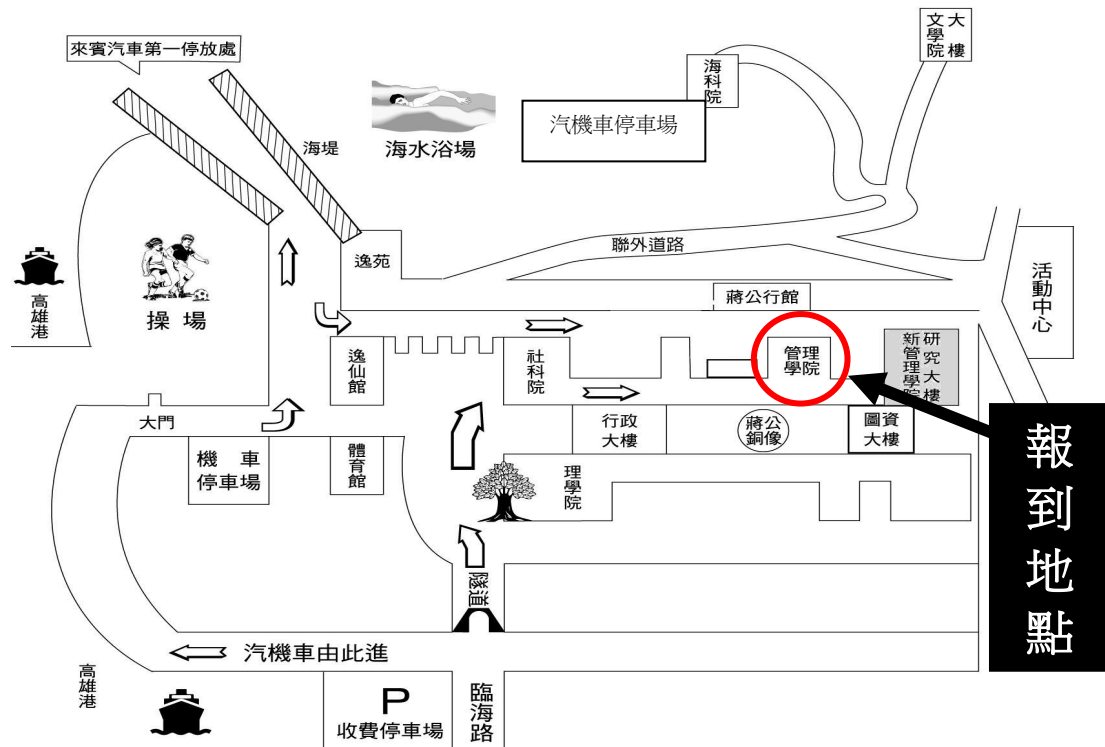 文學院
大樓
來賓汽車第一停放處
海科院
汽機車停車場
海堤
海水浴場
聯外道路
逸苑
活動中心
高雄港
操場
蔣公行館
逸仙館
社科院
管理
學院
新管理學院
研究大樓
大門
行政
大樓
蔣公
銅像
圖資
大樓
報到地點
機車
停車場
體育館
理學院
隧道
汽機車由此進
高雄港
P
收費停車場
臨海路